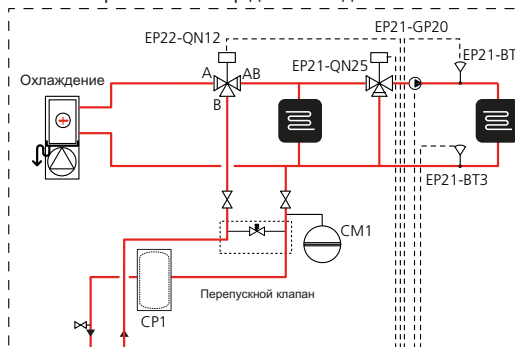 EP22-QN12
EP21-GP20
EP21-QN25
EP21-BT
Охлаждение
A
AB
B
EP21-BT3
CM1
Перепускной клапан
CP1